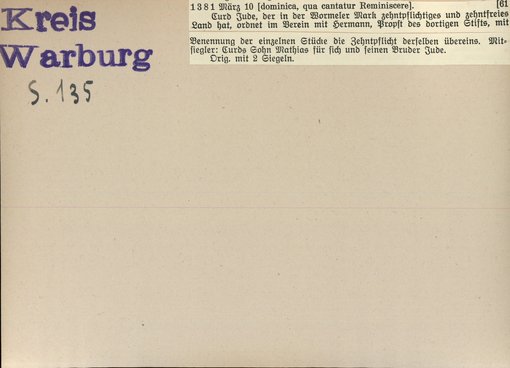 Kreis
Warburg
S. 135
1381 März 10 [dominica, qua cantatur Reminiscere]. [61
Curd Jude, der in der Wormeler Mark zehntpflichtiges und zehntfreies
Land hat, ordnet im Verein mit Hermann, Propst des dortigen Stifts, mit
Benennung der einzelnen Stücke die Zehntpflicht derselben übereins. Mit-
siegler: Curds Sohn Mathias für sich und seinen Bruder Jude.
Orig. mit 2 Siegeln.